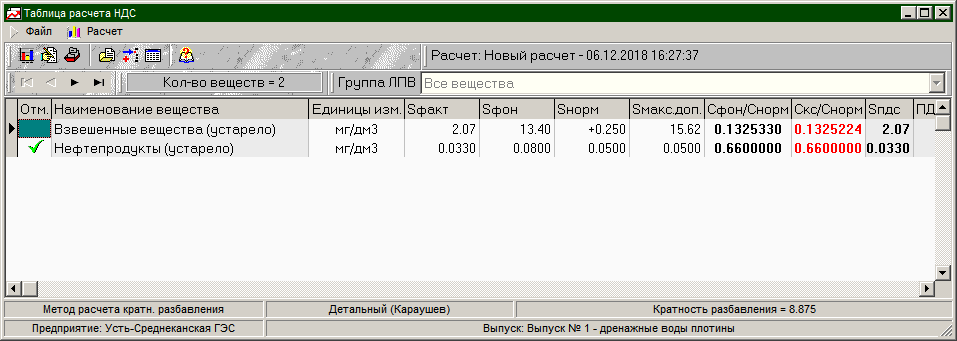 Таблица расчета НДС
Файл Расчет
Расчет: Новый расчет - 06.12.2018 16:27:37
Кол-во веществ = 2 Группа ЛПВ Все вещества
Отм. Наименование вещества Единицы изм. Sфакт Sфон Sнорм Sмакс.доп. Cфон/Cнорм Cкс/Cнорм Sпдс ПД
Взвешенные вещества (устарело) мг/дм3 2.07 13.40 +0.250 15.62 0.1325330 0.1325224 2.07
Нефтепродукты (устарело) мг/дм3 0.0330 0.0800 0.0500 0.0500 0.6600000 0.6600000 0.0330
Метод расчета кратн. разбавления Детальный (Караушев) Кратность разбавления = 8.875
Предприятие: Усть-Среднеканская ГЭС Выпуск: Выпуск № 1 - дренажные воды плотины